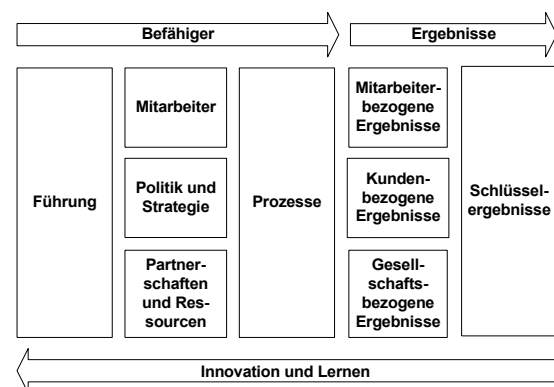 Befähiger
Ergebnisse
Führung
Mitarbeiter
Politik und
Strategie
Partner-
schaften
und Res-
sourcen
Prozesse
Mitarbeiter-
bezogene
Ergebnisse
Kunden-
bezogene
Ergebnisse
Gesell-
schafts-
bezogene
Ergebnisse
Schlüssel-
ergebnisse
Innovation und Lernen